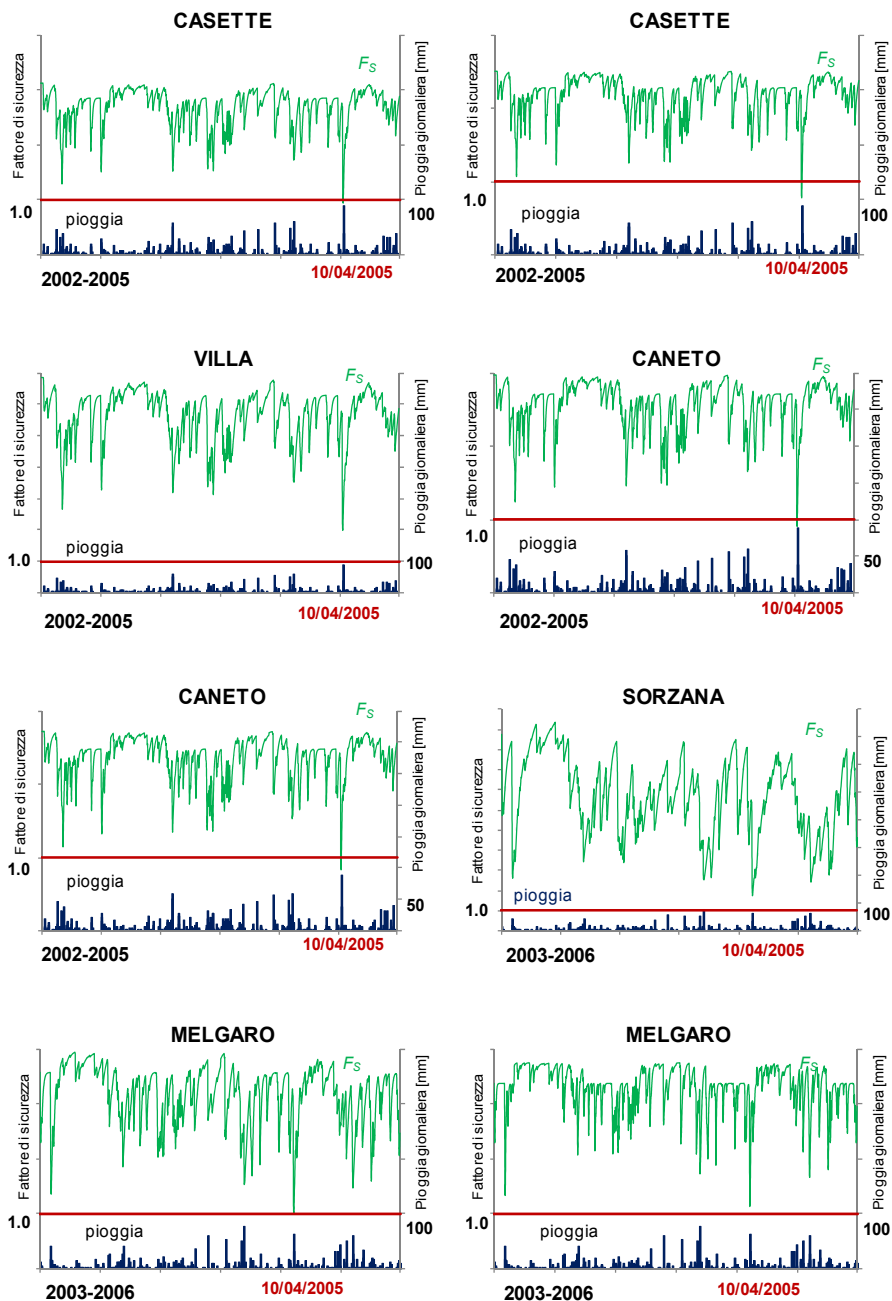 CASETTE
Fattore di sicurezza
Pioggia giornaliera [mm]
FS
1.0
100
pioggia
2002-2005
10/04/2005
CASETTE
Fattore di sicurezza
Pioggia giornaliera [mm]
FS
1.0
100
pioggia
2002-2005
10/04/2005
VILLA
Fattore di sicurezza
Pioggia giornaliera [mm]
FS
1.0
100
pioggia
2002-2005
10/04/2005
CANETO
Fattore di sicurezza
Pioggia giornaliera [mm]
FS
1.0
50
pioggia
2002-2005
10/04/2005
CANETO
Fattore di sicurezza
Pioggia giornaliera [mm]
FS
1.0
50
pioggia
2002-2005
10/04/2005
SORZANA
Fattore di sicurezza
Pioggia giornaliera [mm]
FS
1.0
100
pioggia
2003-2006
10/04/2005
MELGARO
Fattore di sicurezza
Pioggia giornaliera [mm]
FS
1.0
100
pioggia
2003-2006
10/04/2005
MELGARO
Fattore di sicurezza
Pioggia giornaliera [mm]
FS
1.0
100
pioggia
2003-2006
10/04/2005